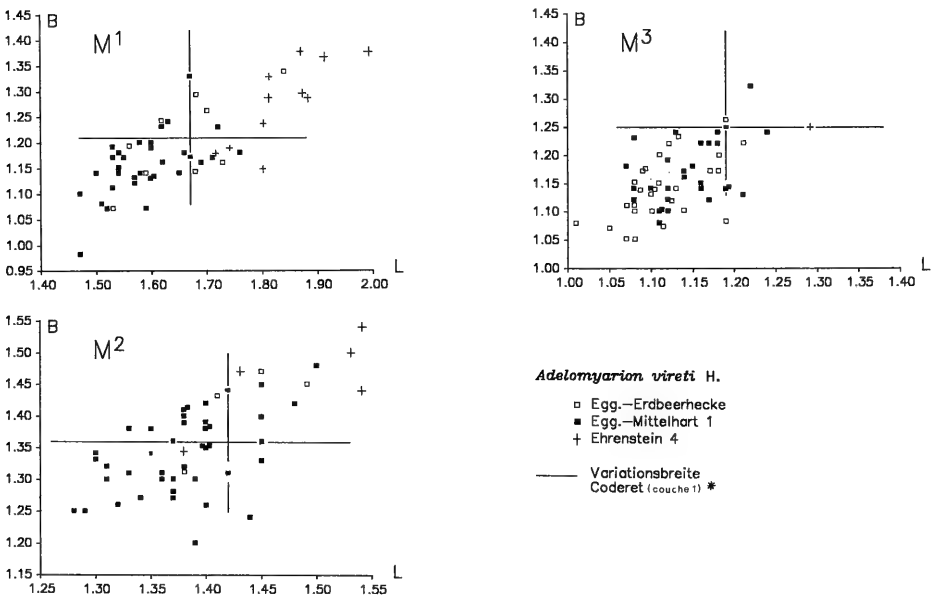 B
M1
1.45
1.40
1.35
1.30
1.25
1.20
1.15
1.10
1.05
1.00
0.95
1.40 1.50 1.60 1.70 1.80 1.90 2.00
L
B
M3
1.45
1.40
1.35
1.30
1.25
1.20
1.15
1.10
1.05
1.00
1.00 1.05 1.10 1.15 1.20 1.25 1.30 1.35 1.40
L
B
M2
1.55
1.50
1.45
1.40
1.35
1.30
1.25
1.20
1.15
1.25 1.30 1.35 1.40 1.45 1.50 1.55
L
Adelomyarion vireti H.
□ Egg.-Erdbeerhecke
■ Egg.-Mittelhart 1
+ Ehrenstein 4
Variationsbreite
Coderet (couche 1) *